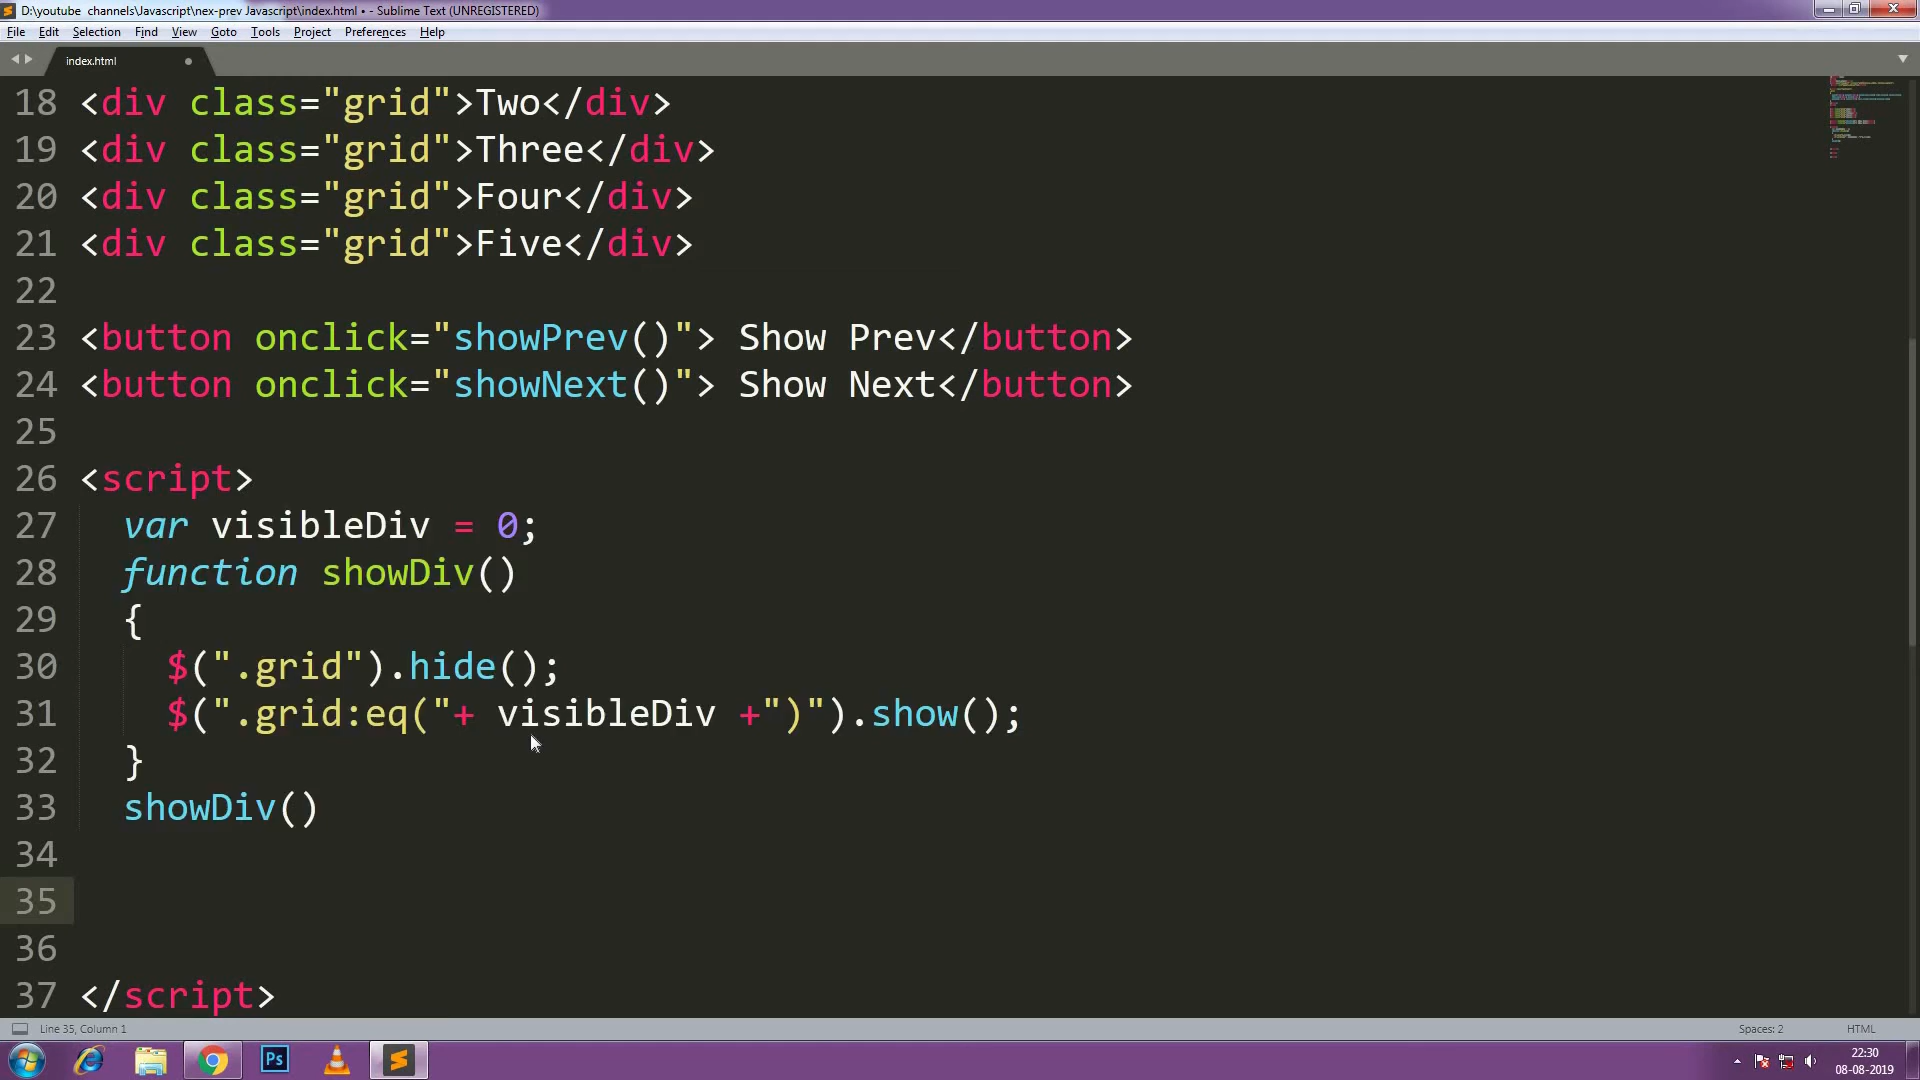 D:\youtube channels\Javascript\nex-prev Javascript\index.html • - Sublime Text (UNREGISTERED)
File Edit Selection Find View Goto Tools Project Preferences Help
index.html
18 <div class="grid">Two</div>
19 <div class="grid">Three</div>
20 <div class="grid">Four</div>
21 <div class="grid">Five</div>
22
23 <button onclick="showPrev()"> Show Prev</button>
24 <button onclick="showNext()"> Show Next</button>
25
26 <script>
27 var visibleDiv = 0;
28 function showDiv()
29 {
30 $(".grid").hide();
31 $(".grid:eq("+ visibleDiv +")").show();
32 }
33 showDiv()
34
35
36
37 </script>
Line 35, Column 1
Spaces: 2
HTML
Ps
22:30
08-08-2019